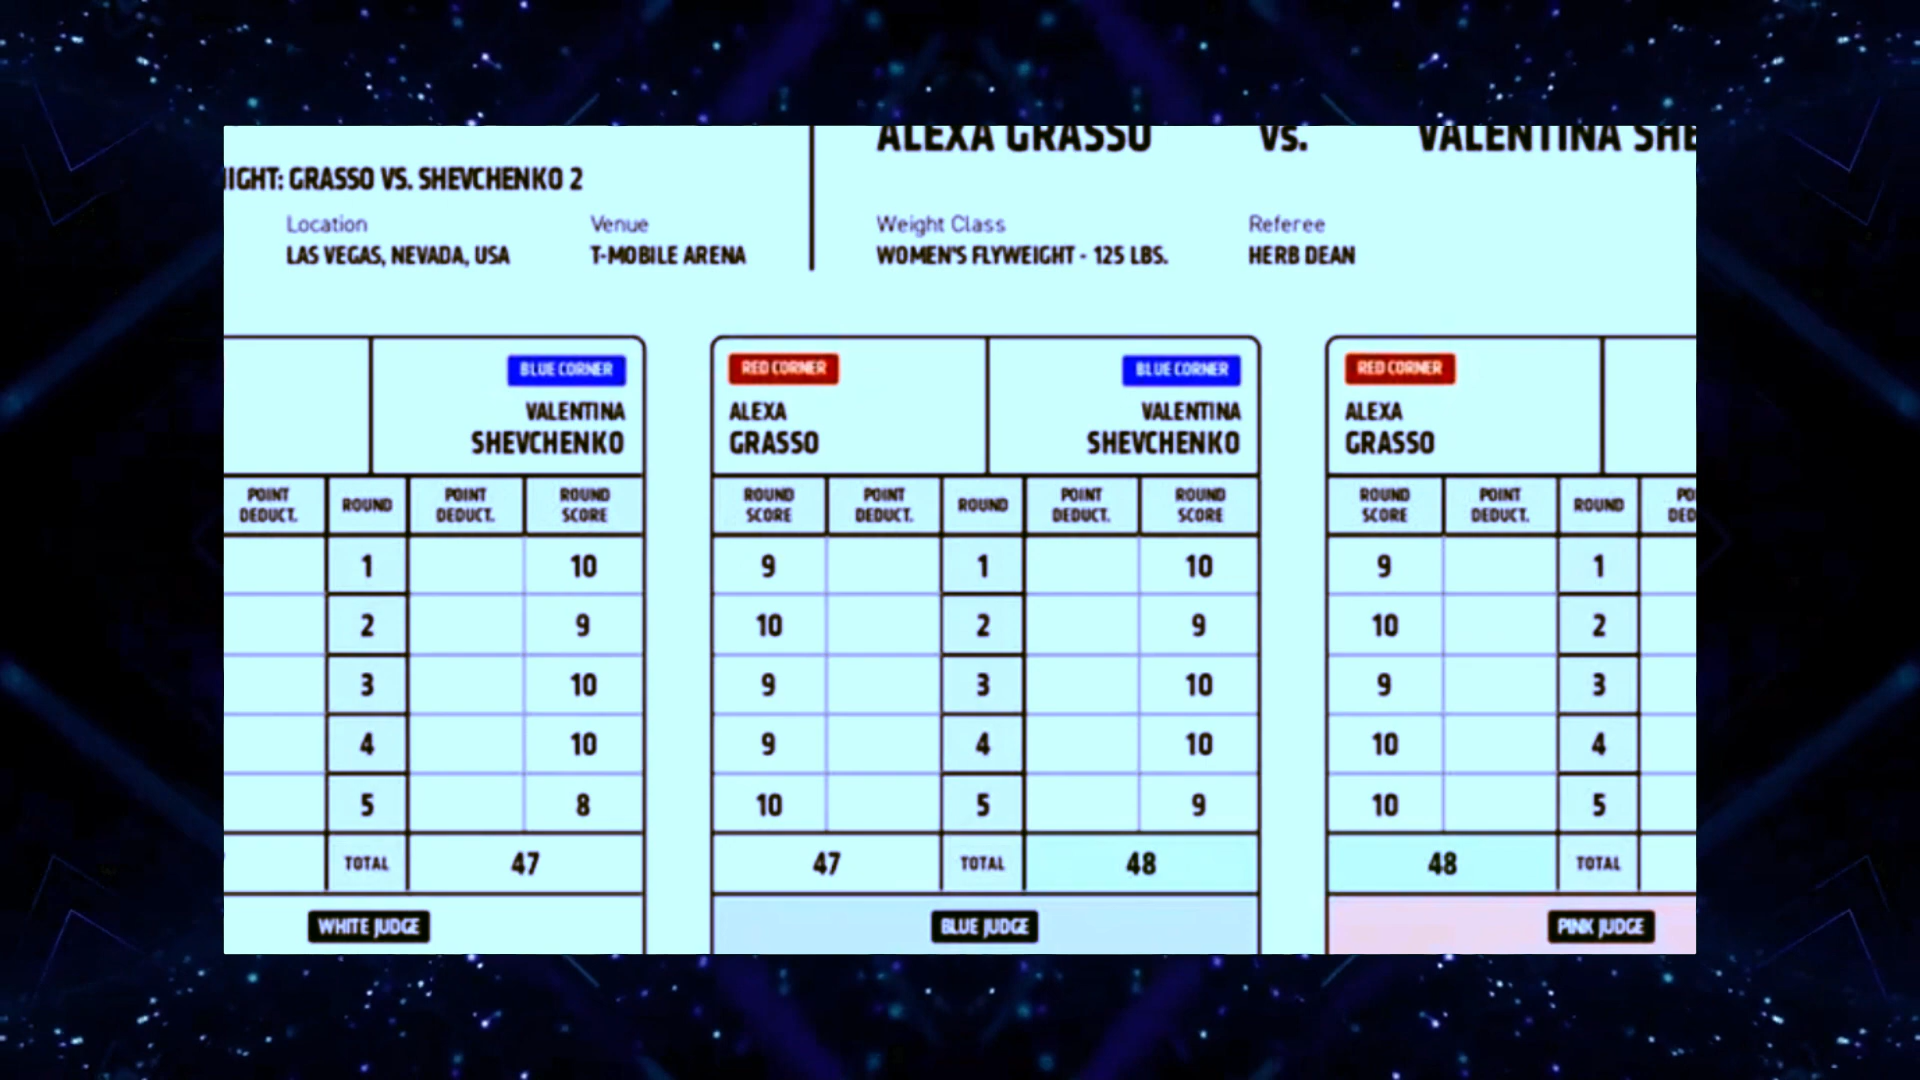 ALEXA GRASSO vs. VALENTINA SHE
IGHT: GRASSO VS. SHEVCHENKO 2
Location Venue Weight Class Referee
LAS VEGAS, NEVADA, USA T-MOBILE ARENA WOMEN'S FLYWEIGHT - 125 LBS. HERB DEAN
BLUE CORNER RED CORNER BLUE CORNER RED CORNER
VALENTINA ALEXA VALENTINA ALEXA
SHEVCHENKO GRASSO SHEVCHENKO GRASSO
POINT DEDUCT. ROUND POINT DEDUCT. ROUND SCORE ROUND SCORE POINT DEDUCT. ROUND POINT DEDUCT. ROUND SCORE ROUND SCORE POINT DEDUCT. ROUND PO DED
1 10 9 1 10 9 1
2 9 10 2 9 10 2
3 10 9 3 10 9 3
4 10 9 4 10 10 4
5 8 10 5 9 10 5
TOTAL 47 47 TOTAL 48 48 TOTAL
WHITE JUDGE BLUE JUDGE PINK JUDGE